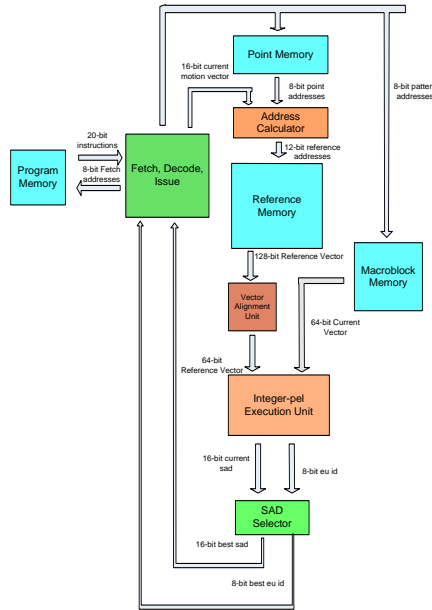 Point Memory
16-bit current
motion vector
8-bit point
addresses
8-bit patter
addresses
Address
Calculator
20-bit
instructions
12-bit reference
addresses
Program
Memory
8-bit Fetch
addresses
Fetch, Decode,
Issue
Reference
Memory
128-bit Reference Vector
Macroblock
Memory
Vector
Alignment
Unit
64-bit Current
Vector
64-bit
Reference Vector
Integer-pel
Execution Unit
16-bit current
sad
8-bit eu id
SAD
Selector
16-bit best sad
8-bit best eu id